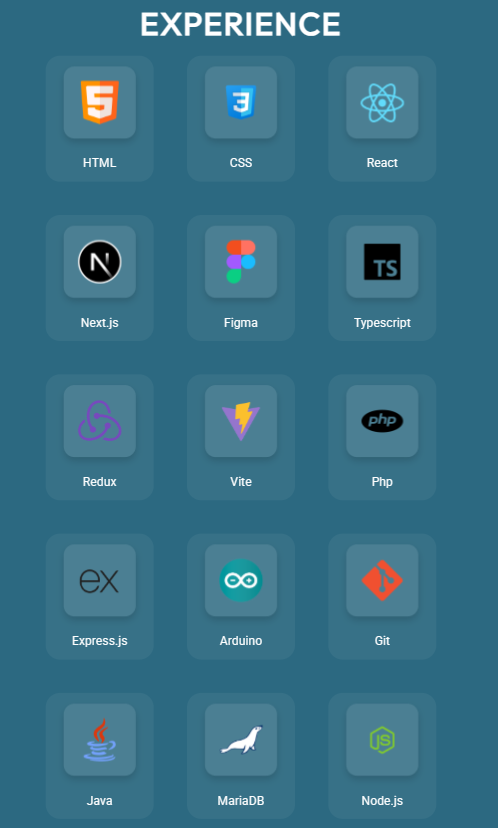 EXPERIENCE
HTML CSS React
N
TS
Next.js Figma Typescript
php
Redux Vite Php
ex
Express.js Arduino Git
JS
Java MariaDB Node.js